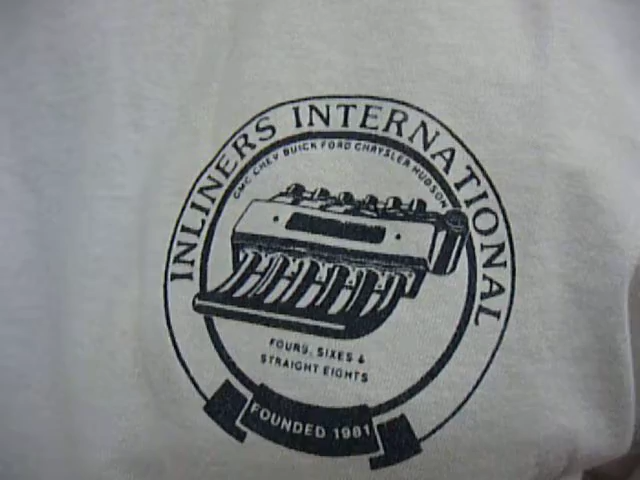 INLINERS INTERNATIONAL
GMC CHEV BUICK FORD CHRYSLER HUDSON
FOURS, SIXES &
STRAIGHT EIGHTS
FOUNDED 1981